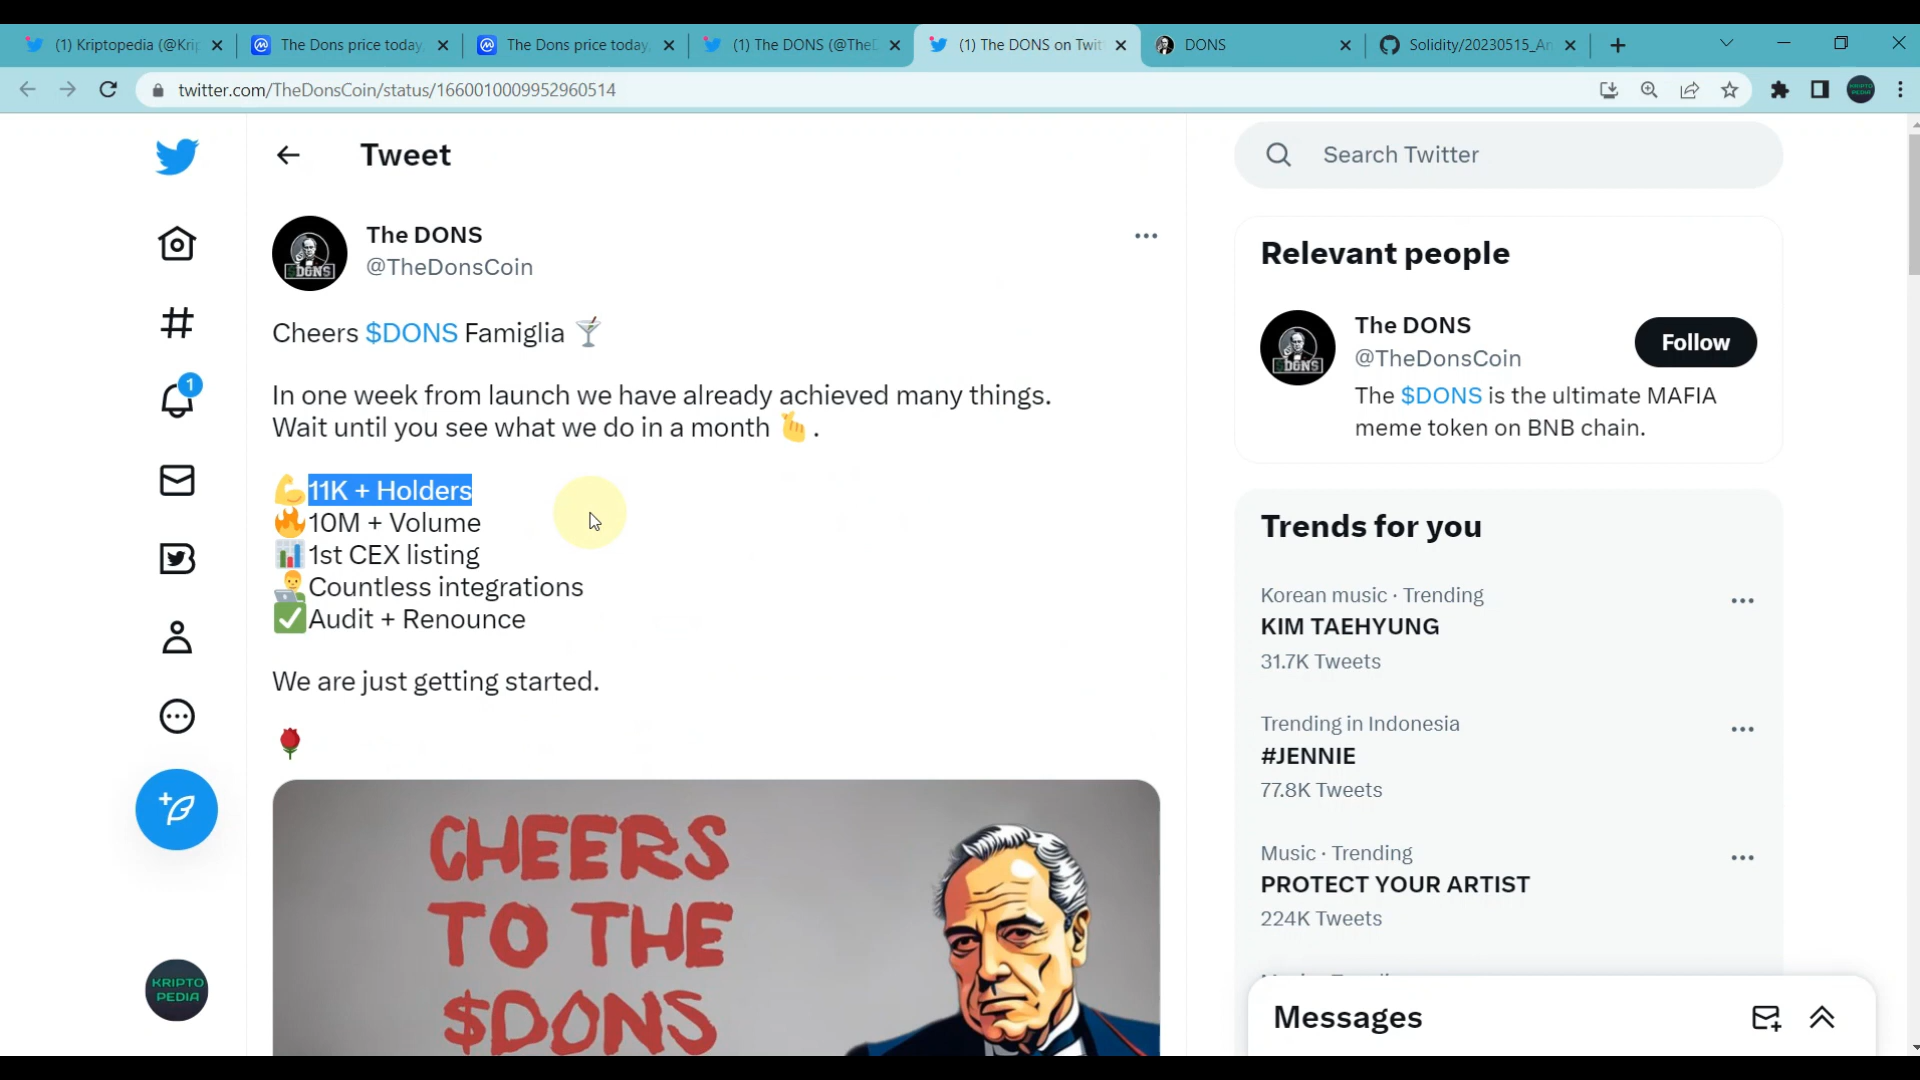 (1) Kriptopedia (@Kri
The Dons price today,
The Dons price today,
(1) The DONS (@TheD
(1) The DONS on Twit
DONS
Solidity/20230515_A
twitter.com/TheDonsCoin/status/1660010009952960514
Tweet
Search Twitter
The DONS
@TheDonsCoin
$DONS
Cheers $DONS Famiglia
In one week from launch we have already achieved many things.
Wait until you see what we do in a month .
11K + Holders
10M + Volume
1st CEX listing
Countless integrations
Audit + Renounce
We are just getting started.
CHEERS
TO THE
$DONS
Relevant people
The DONS
@TheDonsCoin
Follow
$DONS
The $DONS is the ultimate MAFIA
meme token on BNB chain.
Trends for you
Korean music · Trending
KIM TAEHYUNG
31.7K Tweets
Trending in Indonesia
#JENNIE
77.8K Tweets
Music · Trending
PROTECT YOUR ARTIST
224K Tweets
Messages
1
KRIPTO
PEDIA